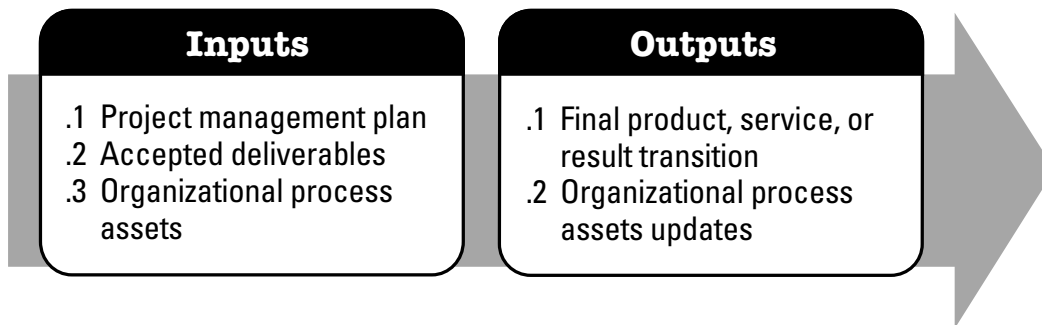 Inputs
.1 Project management plan
.2 Accepted deliverables
.3 Organizational process
assets
Outputs
.1 Final product, service, or
result transition
.2 Organizational process
assets updates